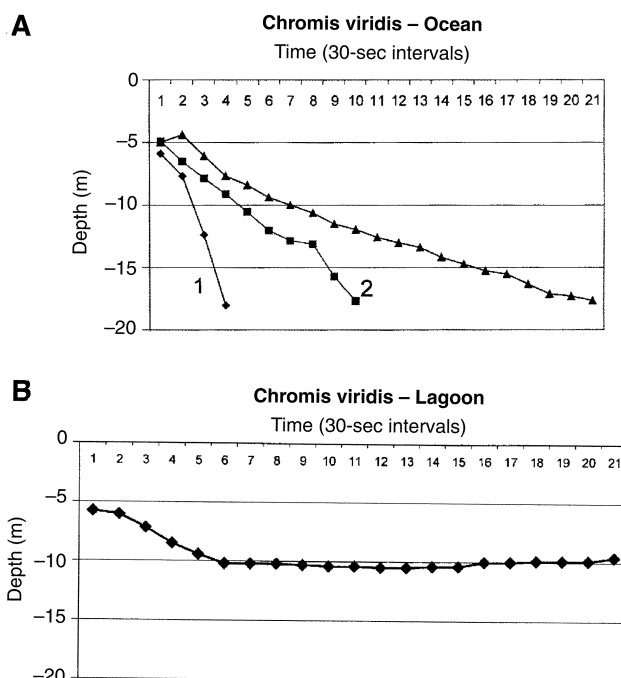 A
Chromis viridis – Ocean
Time (30-sec intervals)
0
1 2 3 4 5 6 7 8 9 10 11 12 13 14 15 16 17 18 19 20 21
–5
–10
–15
–20
Depth (m)
1
2
B
Chromis viridis – Lagoon
Time (30-sec intervals)
0
1 2 3 4 5 6 7 8 9 10 11 12 13 14 15 16 17 18 19 20 21
–5
–10
–15
–20
Depth (m)